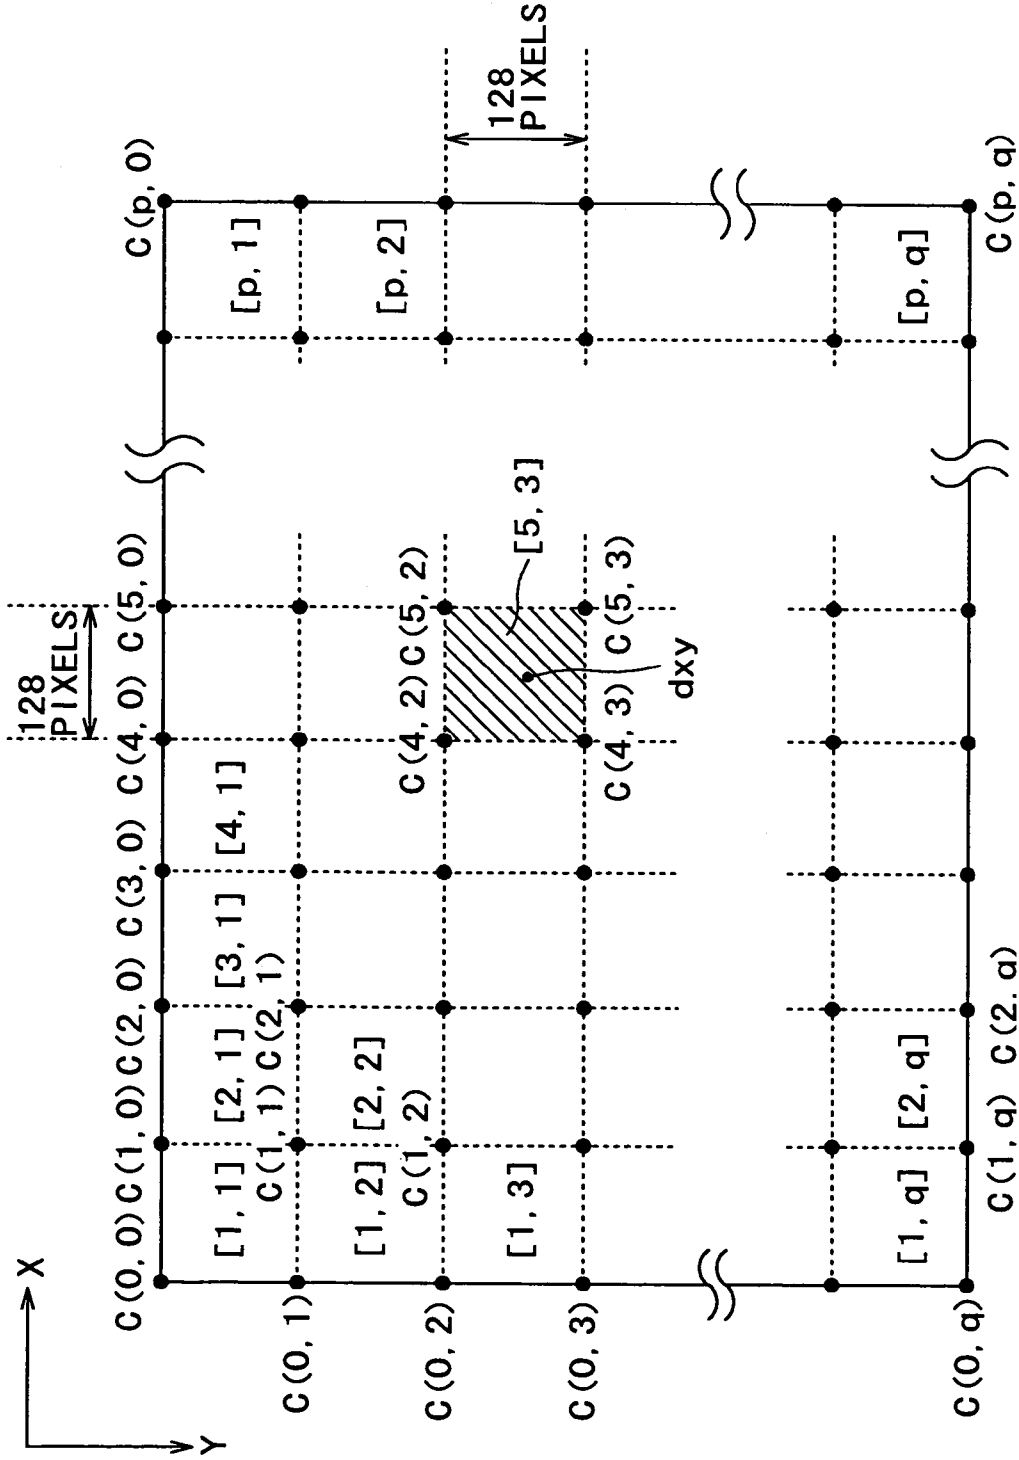 X
Y
128
PIXELS
C(0, 0) C(1, 0) C(2, 0) C(3, 0) C(4, 0) C(5, 0) C(p, 0)
[1, 1] [2, 1] [3, 1] [4, 1] [p, 1]
C(1, 1) C(2, 1)
C(0, 1)
[1, 2] [2, 2] [p, 2]
C(1, 2) C(4, 2) C(5, 2)
C(0, 2)
128
PIXELS
[1, 3] [5, 3]
C(0, 3)
C(4, 3) C(5, 3)
dxy
[1, q] [2, q] [p, q]
C(0, q)
C(1, q) C(2. a) C(p, q)